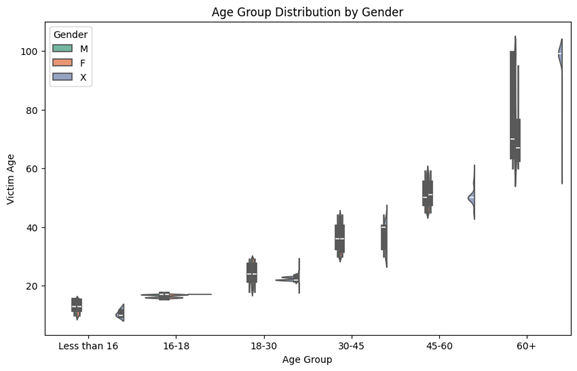 Age Group Distribution by Gender
Gender
M
F
X
100
80
60
40
20
Victim Age
Less than 16 16-18 18-30 30-45 45-60 60+
Age Group